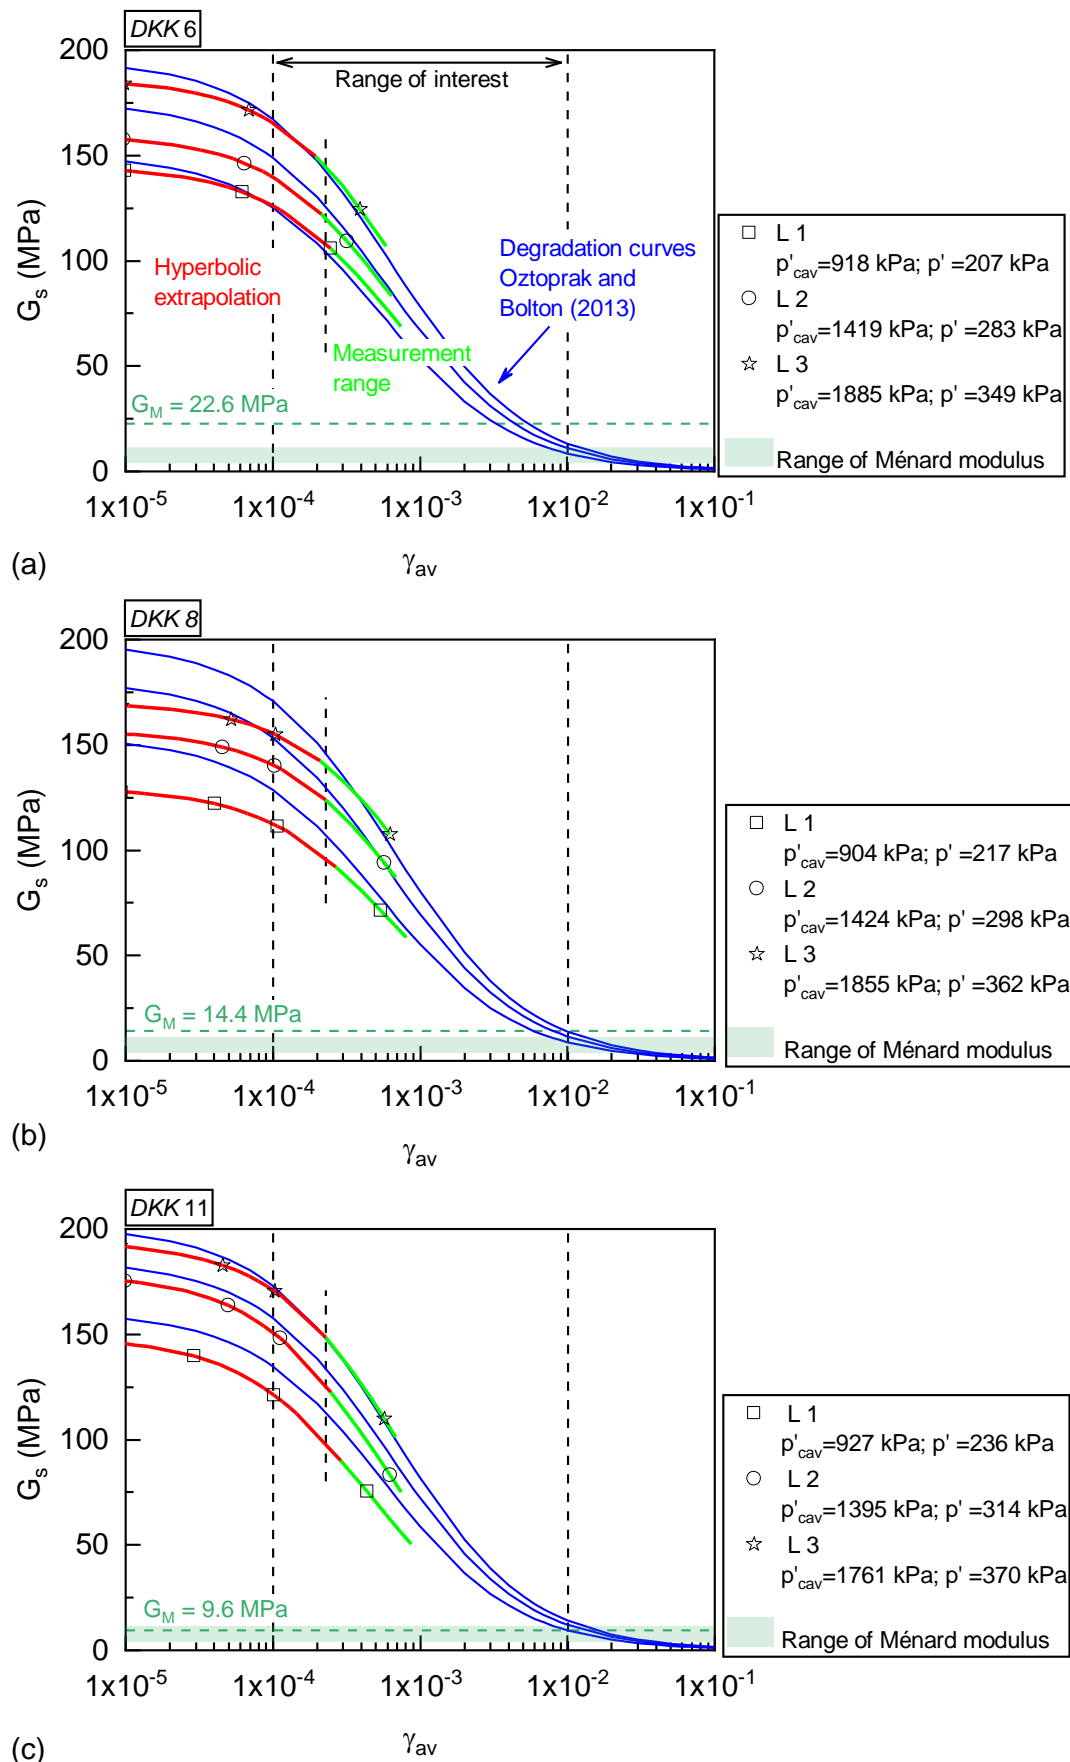 DKK 6
200
Range of interest
150
G_s (MPa)
100
Hyperbolic
extrapolation
Degradation curves
Oztoprak and
Bolton (2013)
Measurement
range
50
G_M = 22.6 MPa
0
1x10^-5 1x10^-4 1x10^-3 1x10^-2 1x10^-1
γ_av
L 1
p'_cav=918 kPa; p' =207 kPa
L 2
p'_cav=1419 kPa; p' =283 kPa
L 3
p'_cav=1885 kPa; p' =349 kPa
Range of Ménard modulus
(a)
DKK 8
200
150
G_s (MPa)
100
50
G_M = 14.4 MPa
0
1x10^-5 1x10^-4 1x10^-3 1x10^-2 1x10^-1
γ_av
L 1
p'_cav=904 kPa; p' =217 kPa
L 2
p'_cav=1424 kPa; p' =298 kPa
L 3
p'_cav=1855 kPa; p' =362 kPa
Range of Ménard modulus
(b)
DKK 11
200
150
G_s (MPa)
100
50
G_M = 9.6 MPa
0
1x10^-5 1x10^-4 1x10^-3 1x10^-2 1x10^-1
γ_av
L 1
p'_cav=927 kPa; p' =236 kPa
L 2
p'_cav=1395 kPa; p' =314 kPa
L 3
p'_cav=1761 kPa; p' =370 kPa
Range of Ménard modulus
(c)